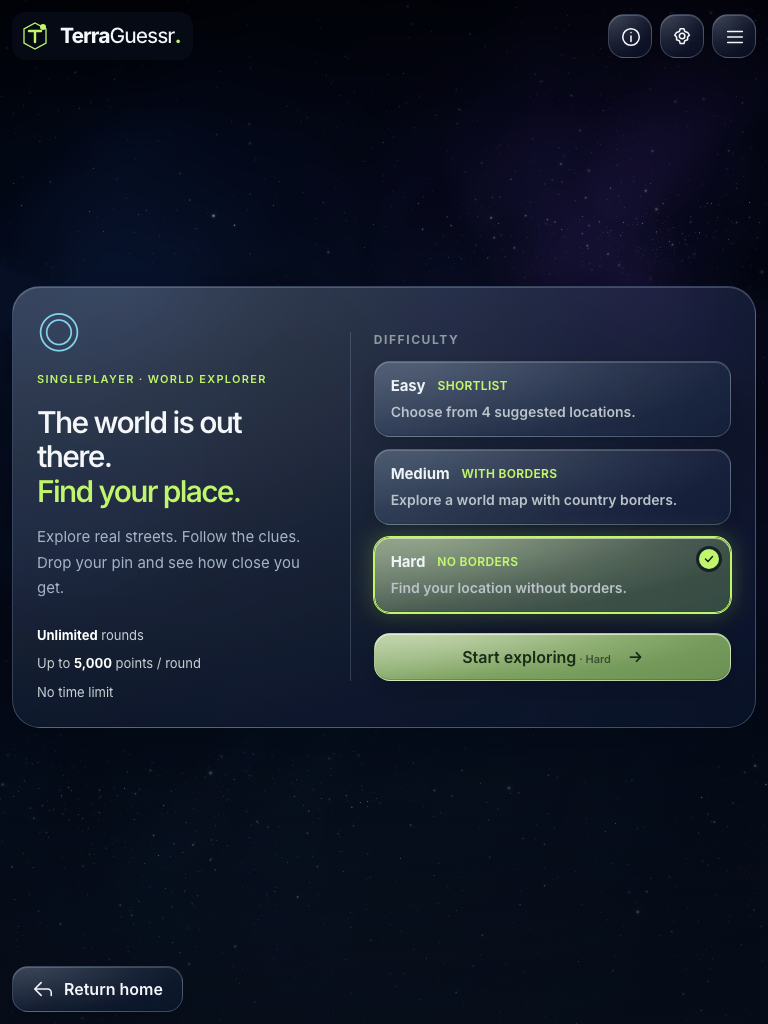 TerraGuessr.
SINGLEPLAYER · WORLD EXPLORER
The world is out
there.
Find your place.
Explore real streets. Follow the clues.
Drop your pin and see how close you
get.
Unlimited rounds
Up to 5,000 points / round
No time limit
DIFFICULTY
Easy SHORTLIST
Choose from 4 suggested locations.
Medium WITH BORDERS
Explore a world map with country borders.
Hard NO BORDERS
Find your location without borders.
Start exploring · Hard
Return home